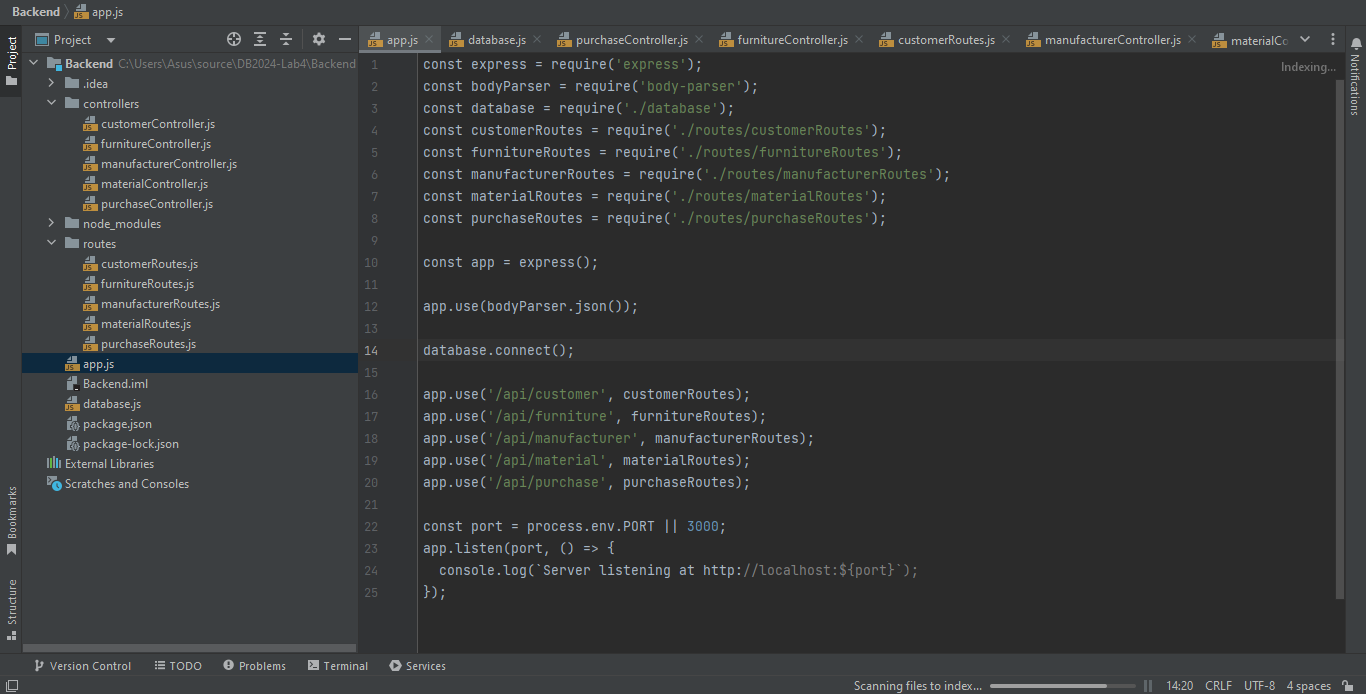 Backend app.js
Project
Project
app.js database.js purchaseController.js furnitureController.js customerRoutes.js manufacturerController.js materialCo
Notifications
Backend C:\Users\Asus\source\DB2024-Lab4\Backend
.idea
controllers
customerController.js
furnitureController.js
manufacturerController.js
materialController.js
purchaseController.js
node_modules
routes
customerRoutes.js
furnitureRoutes.js
manufacturerRoutes.js
materialRoutes.js
purchaseRoutes.js
app.js
Backend.iml
database.js
package.json
package-lock.json
External Libraries
Scratches and Consoles
Bookmarks
Structure
Indexing...
1 const express = require('express');
2 const bodyParser = require('body-parser');
3 const database = require('./database');
4 const customerRoutes = require('./routes/customerRoutes');
5 const furnitureRoutes = require('./routes/furnitureRoutes');
6 const manufacturerRoutes = require('./routes/manufacturerRoutes');
7 const materialRoutes = require('./routes/materialRoutes');
8 const purchaseRoutes = require('./routes/purchaseRoutes');
9
10 const app = express();
11
12 app.use(bodyParser.json());
13
14 database.connect();
15
16 app.use('/api/customer', customerRoutes);
17 app.use('/api/furniture', furnitureRoutes);
18 app.use('/api/manufacturer', manufacturerRoutes);
19 app.use('/api/material', materialRoutes);
20 app.use('/api/purchase', purchaseRoutes);
21
22 const port = process.env.PORT || 3000;
23 app.listen(port, () => {
24   console.log(`Server listening at http://localhost:${port}`);
25 });
Version Control TODO Problems Terminal Services
Scanning files to index... 14:20 CRLF UTF-8 4 spaces